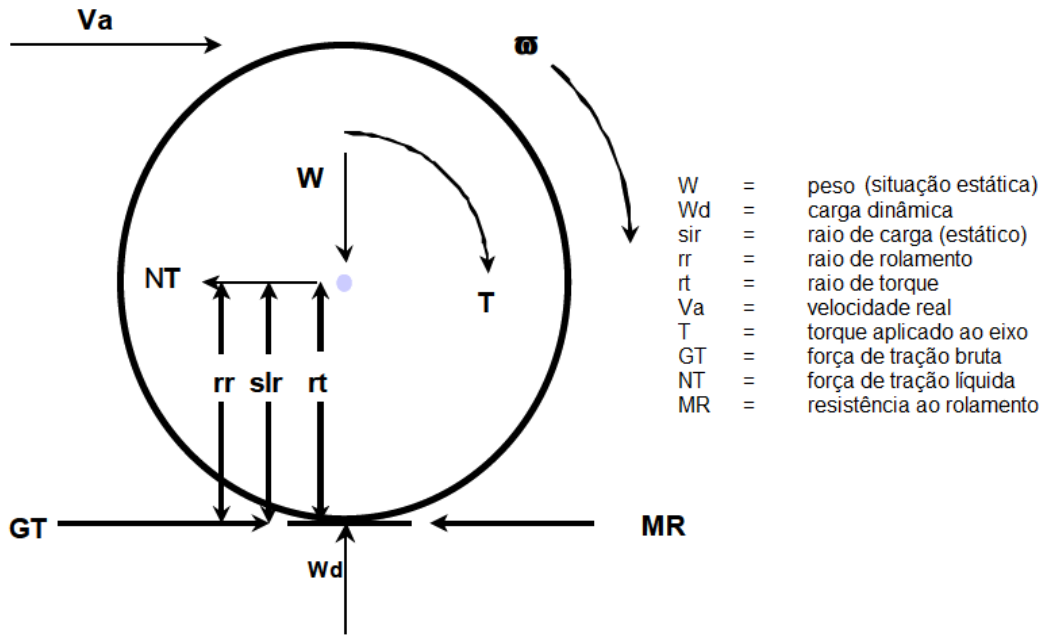 Va
ϖ
W
NT
T
rr slr rt
GT
MR
Wd
W = peso (situação estática)
Wd = carga dinâmica
slr = raio de carga (estático)
rr = raio de rolamento
rt = raio de torque
Va = velocidade real
T = torque aplicado ao eixo
GT = força de tração bruta
NT = força de tração líquida
MR = resistência ao rolamento